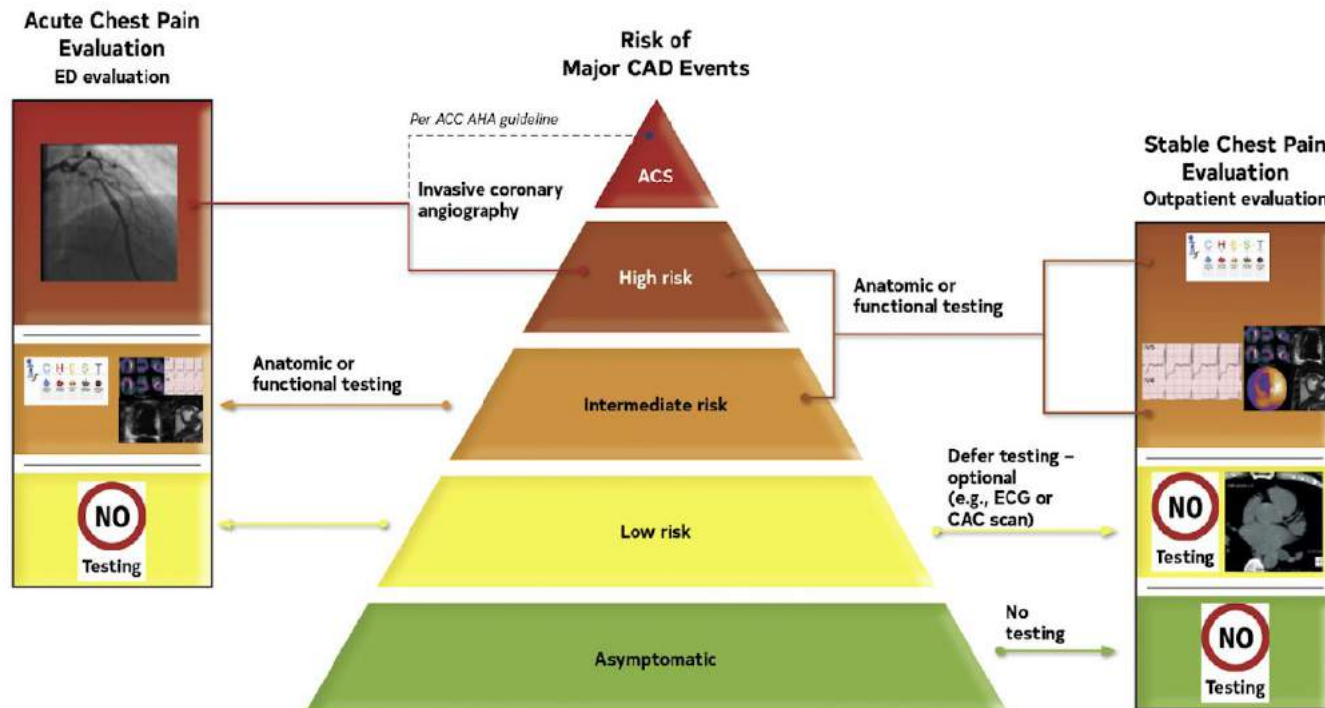 Acute Chest Pain
Evaluation
ED evaluation
Risk of
Major CAD Events
Per ACC AHA guideline
Invasive coronary
angiography
ACS
High risk
Anatomic or
functional testing
Stable Chest Pain
Evaluation
Outpatient evaluation
C H E S T
C H E S T
Anatomic or
functional testing
Intermediate risk
Defer testing –
optional
(e.g., ECG or
CAC scan)
NO
Testing
Low risk
NO
Testing
Asymptomatic
No
testing
NO
Testing